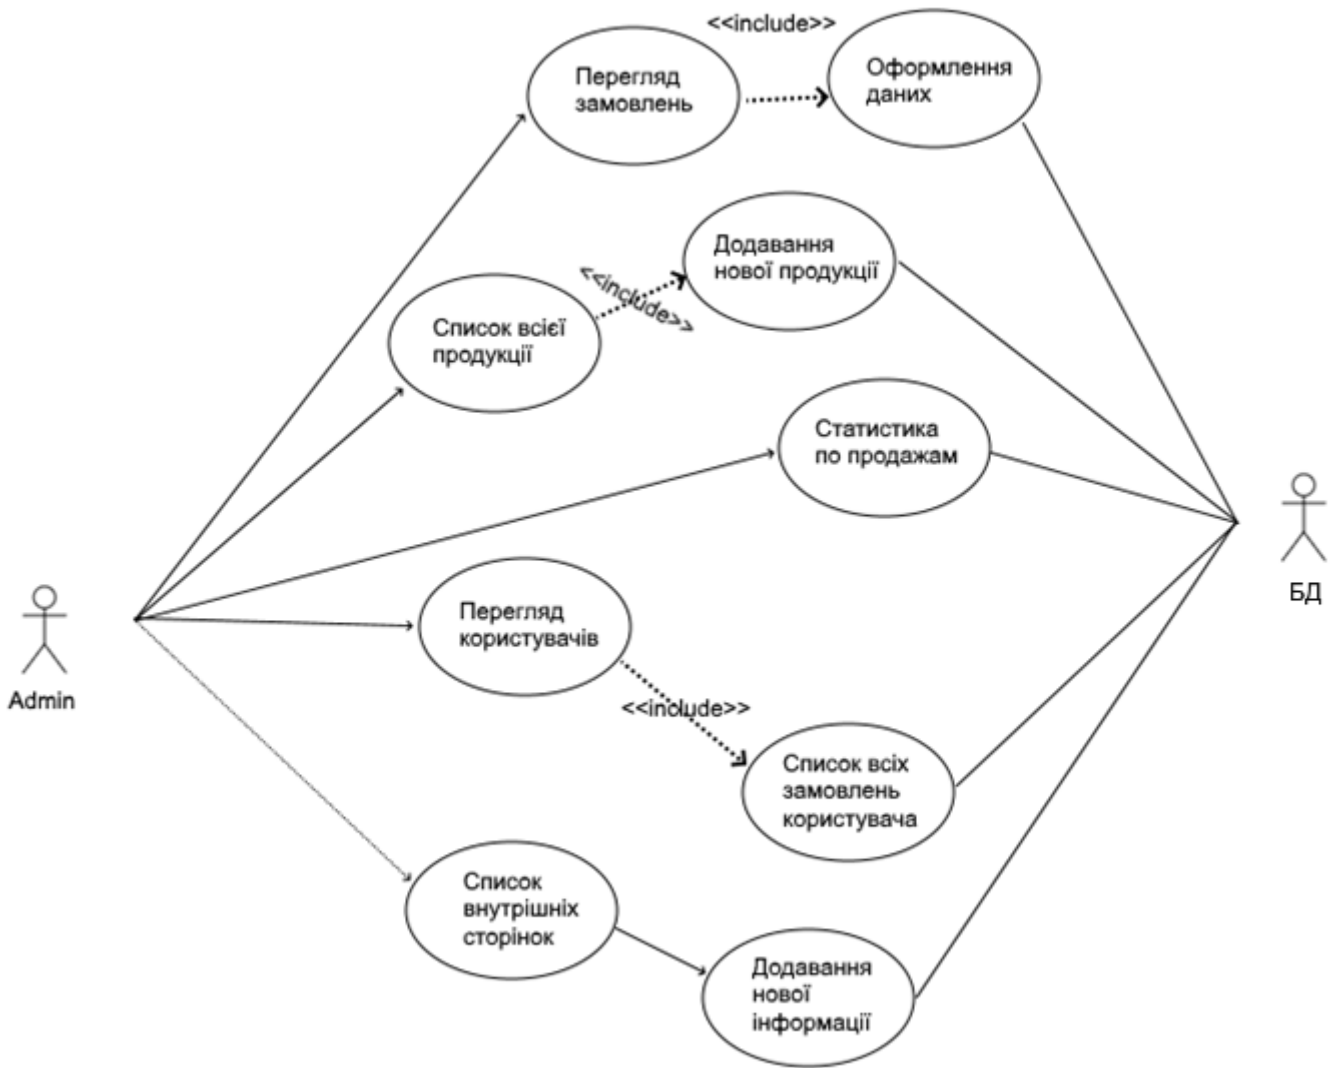 <<include>>
Перегляд
замовлень
Оформлення
даних
Додавання
нової продукції
<<include>>
Список всієї
продукції
Статистика
по продажам
БД
Перегляд
користувачів
Admin
<<include>>
Список всіх
замовлень
користувача
Список
внутрішніх
сторінок
Додавання
нової
інформації